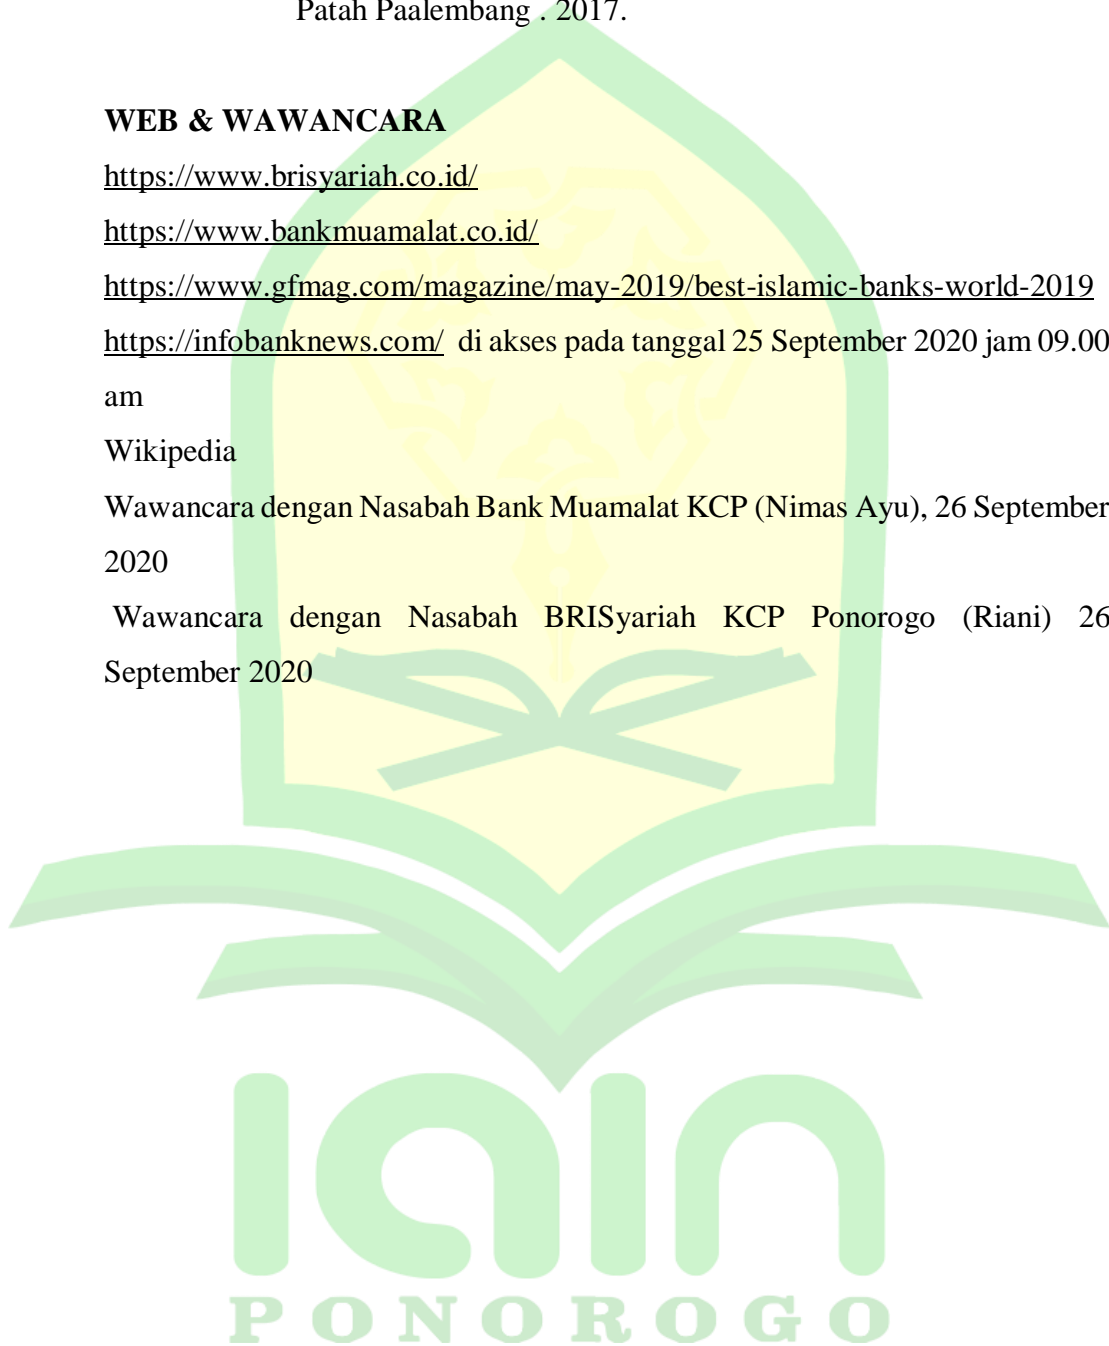 Patah Paalembang . 2017.
WEB & WAWANCARA
https://www.brisyariah.co.id/
https://www.bankmuamalat.co.id/
https://www.gfmag.com/magazine/may-2019/best-islamic-banks-world-2019
https://infobanknews.com/ di akses pada tanggal 25 September 2020 jam 09.00
am
Wikipedia
Wawancara dengan Nasabah Bank Muamalat KCP (Nimas Ayu), 26 September
2020
Wawancara dengan Nasabah BRISyariah KCP Ponorogo (Riani) 26
September 2020
iain
PONOROGO